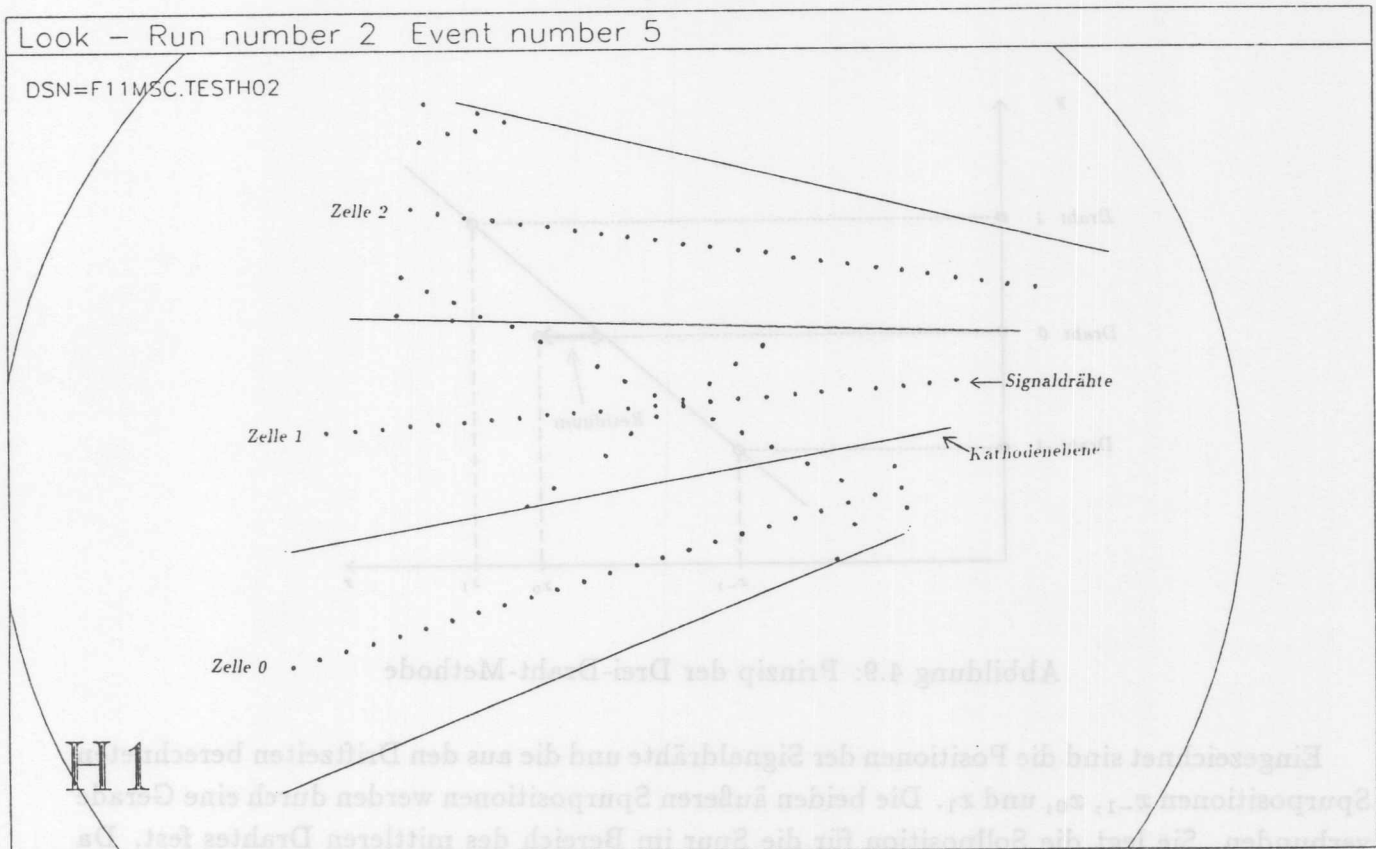 Look – Run number 2 Event number 5
DSN=F11MSC.TESTH02
Zelle 2
Signaldrähte
Zelle 1
Kathodenebene
Zelle 0
H1
Abbildung 4.9: Prinzip der Drei-Draht-Methode
Eingezeichnet sind die Positionen der Signaldrähte und die aus den Driftzeiten berechneten
Spurpositionen x₋₁, x₀, und x₁. Die beiden äußeren Spurpositionen werden durch eine Gerade
verbunden. Sie legt die Sollposition für die Spur im Bereich des mittleren Drahtes fest. Da